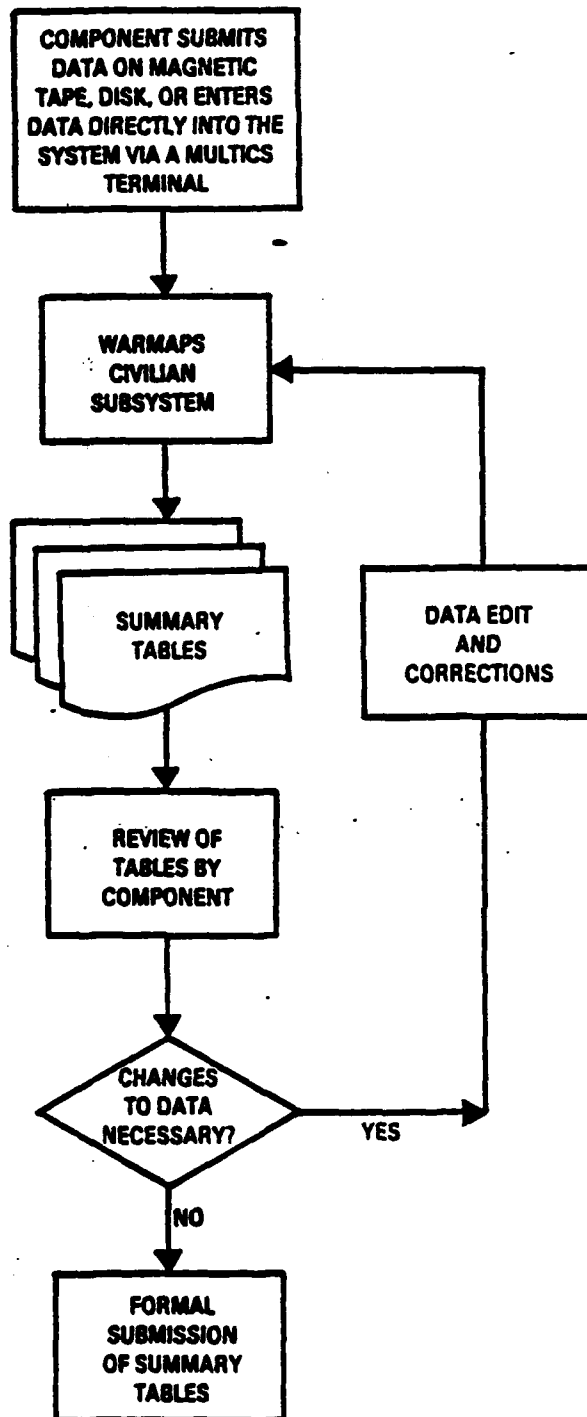 COMPONENT SUBMITS
DATA ON MAGNETIC
TAPE, DISK, OR ENTERS
DATA DIRECTLY INTO THE
SYSTEM VIA A MULTICS
TERMINAL
WARMAPS
CIVILIAN
SUBSYSTEM
SUMMARY
TABLES
DATA EDIT
AND
CORRECTIONS
REVIEW OF
TABLES BY
COMPONENT
CHANGES
TO DATA
NECESSARY?
YES
NO
FORMAL
SUBMISSION
OF SUMMARY
TABLES